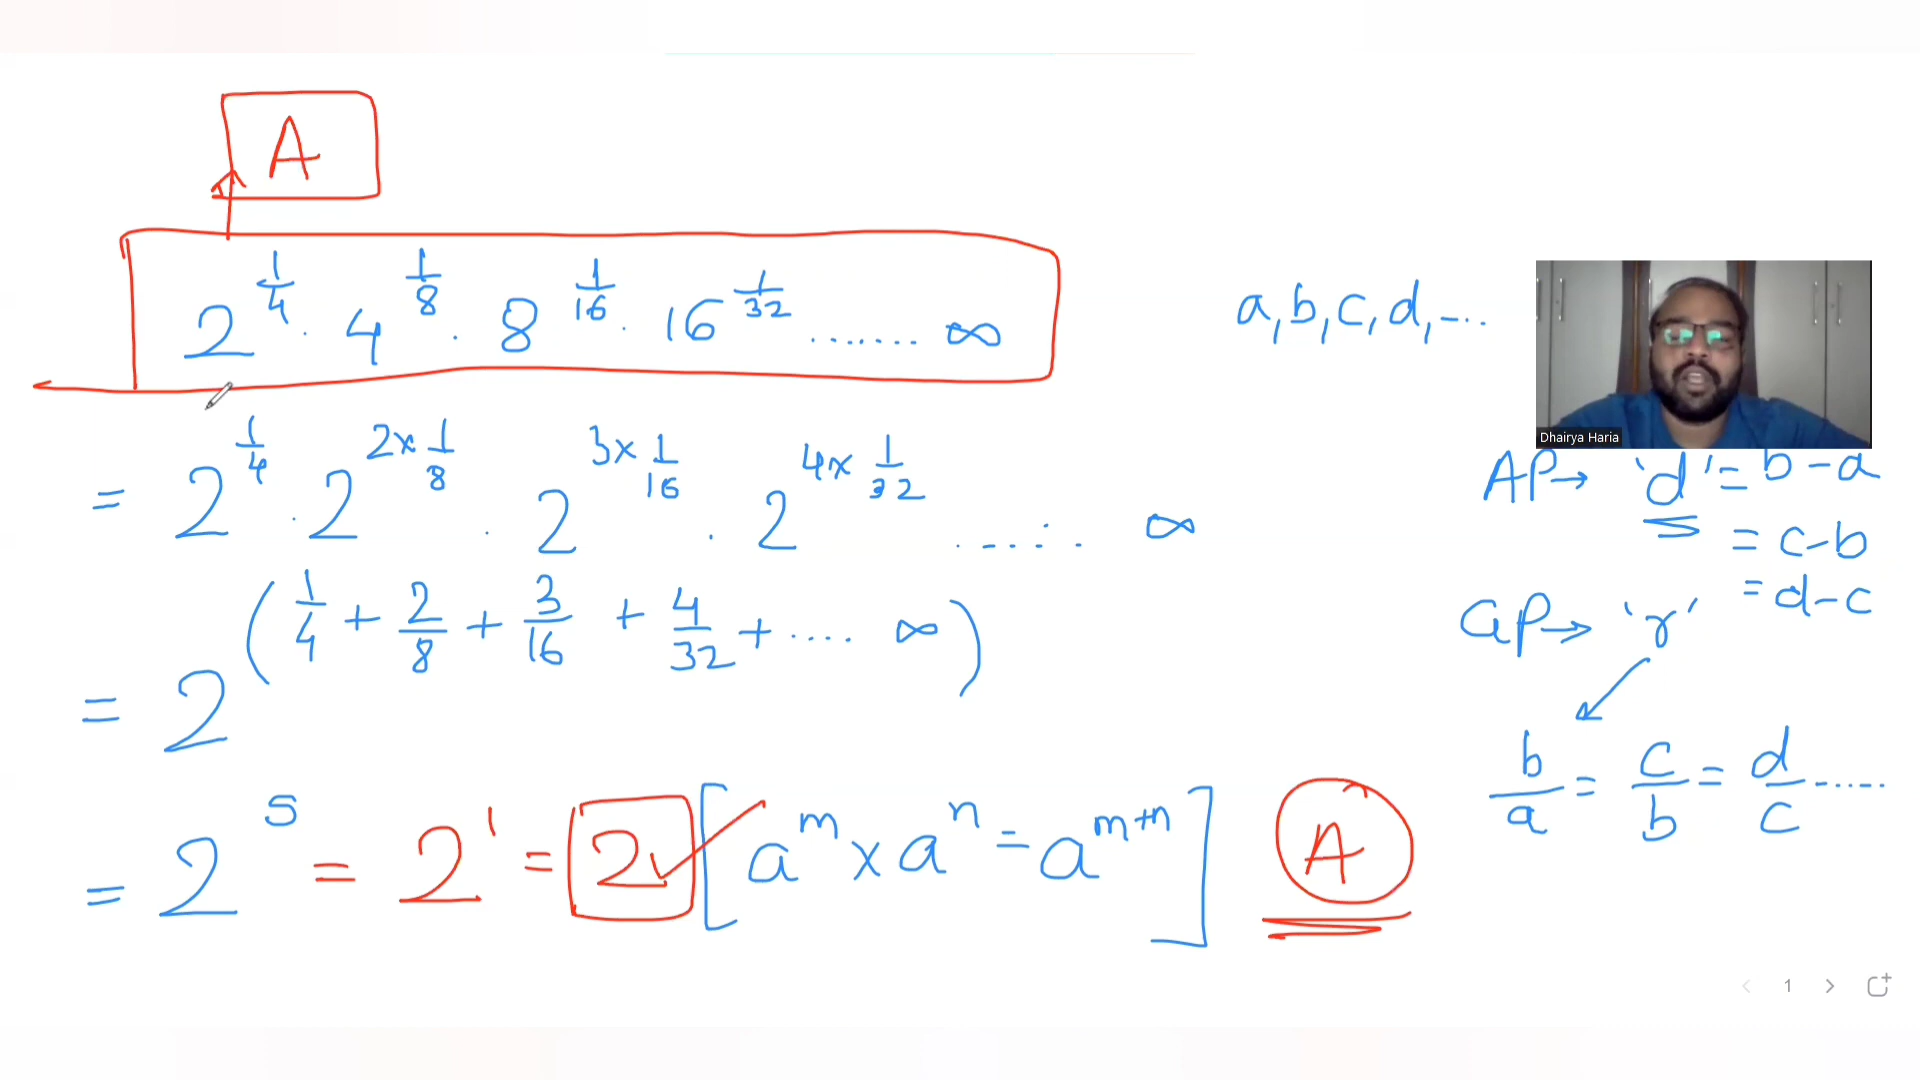 A
2^{1/4} . 4^{1/8} . 8^{1/16} . 16^{1/32} ....... ∞
= 2^{1/4} . 2^{2×1/8} . 2^{3×1/16} . 2^{4×1/32} ...... ∞
= 2^{(1/4 + 2/8 + 3/16 + 4/32 + .... ∞)}
= 2^S = 2^1 = 2 [a^m × a^n = a^{m+n}] A
a, b, c, d, ....
Dhairya Haria
AP→ 'd' = b-a
= c-b
= d-c
GP→ 'r'
b/a = c/b = d/c .....
1